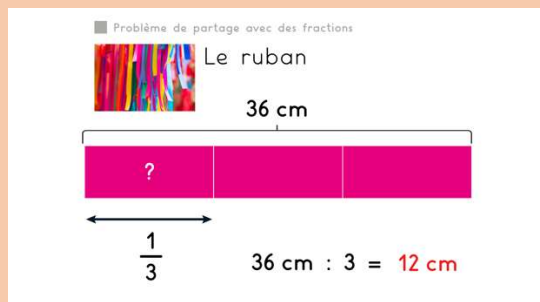 Problème de partage avec des fractions
Le ruban
36 cm
?
1
3
36 cm : 3 = 12 cm